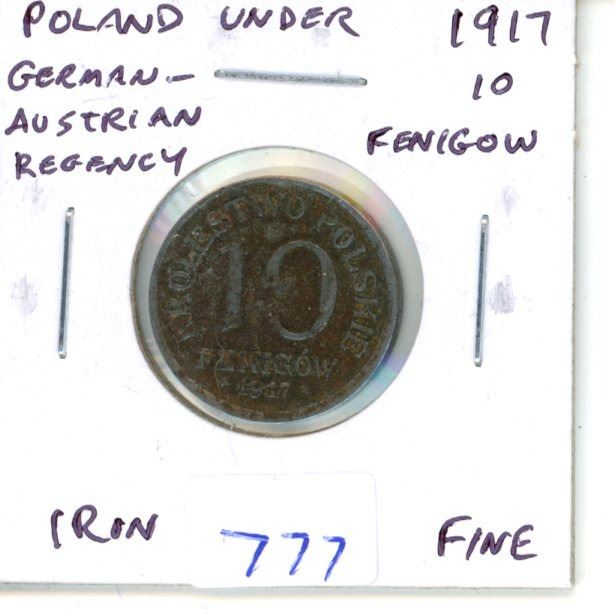 POLAND UNDER
GERMAN-
AUSTRIAN
REGENCY
1917
10
FENIGOW
KRÓLESTWO POLSKIE
10
FENIGÓW
* 1917 *
IRON
777
FINE